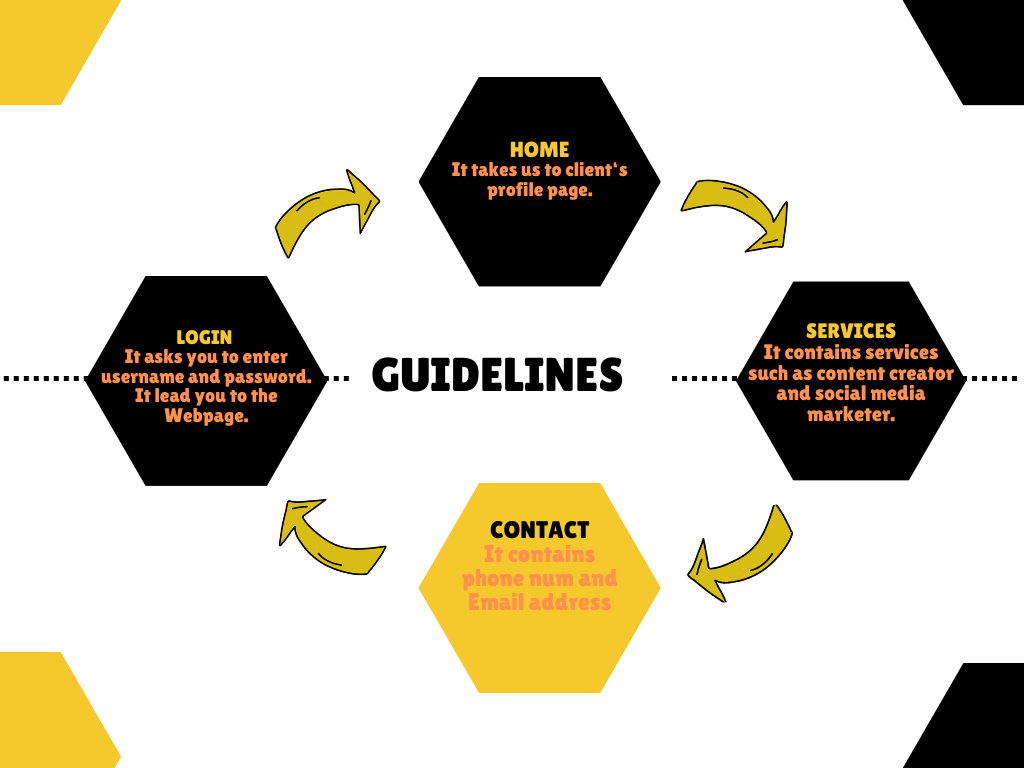 HOME
It takes us to client's
profile page.
LOGIN
It asks you to enter
username and password.
It lead you to the
Webpage.
GUIDELINES
SERVICES
It contains services
such as content creator
and social media
marketer.
CONTACT
It contains
phone num and
Email address